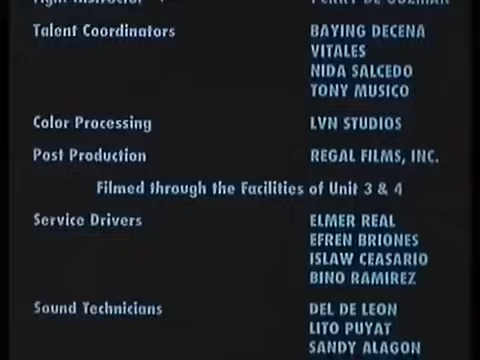 Talent Coordinators BAYING DECENA
VITALES
NIDA SALCEDO
TONY MUSICO
Color Processing LVN STUDIOS
Post Production REGAL FILMS, INC.
Filmed through the Facilities of Unit 3 & 4
Service Drivers ELMER REAL
EFREN BRIONES
ISLAW CEASARIO
BINO RAMIREZ
Sound Technicians DEL DE LEON
LITO PUYAT
SANDY ALAGON